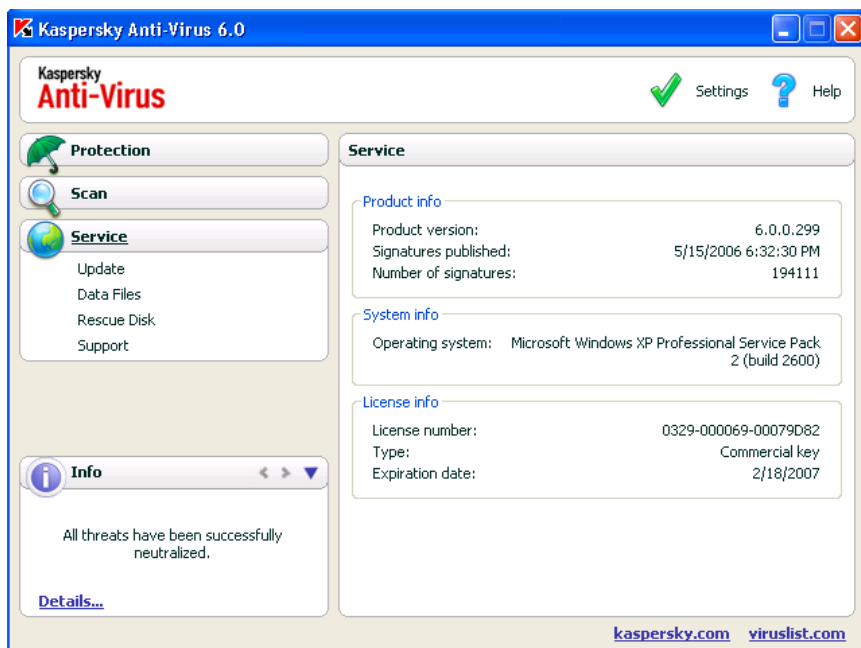 Kaspersky Anti-Virus 6.0
Kaspersky
Anti-Virus
Settings
Help
Protection
Scan
Service
Update
Data Files
Rescue Disk
Support
Info
All threats have been successfully
neutralized.
Details...
Service
Product info
Product version: 6.0.0.299
Signatures published: 5/15/2006 6:32:30 PM
Number of signatures: 194111
System info
Operating system: Microsoft Windows XP Professional Service Pack
2 (build 2600)
License info
License number: 0329-000069-00079D82
Type: Commercial key
Expiration date: 2/18/2007
kaspersky.com viruslist.com